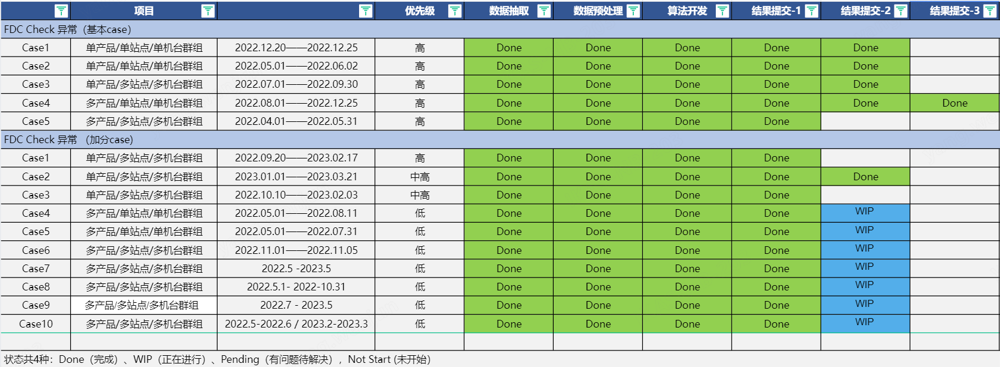 项目 优先级 数据抽取 数据预处理 算法开发 结果提交-1 结果提交-2 结果提交-3
FDC Check 异常（基本case）
Case1 单产品/单站点/单机台群组 2022.12.20——2022.12.25 高 Done Done Done Done Done
Case2 单产品/单站点/单机台群组 2022.05.01——2022.06.02 高 Done Done Done Done Done
Case3 单产品/多站点/单机台群组 2022.07.01——2022.09.30 高 Done Done Done Done Done
Case4 多产品/单站点/单机台群组 2022.08.01——2022.12.25 高 Done Done Done Done Done Done
Case5 多产品/多站点/多机台群组 2022.04.01——2022.05.31 高 Done Done Done Done
FDC Check 异常 （加分case）
Case1 单产品/多站点/多机台群组 2022.09.20——2023.02.17 高 Done Done Done Done
Case2 单产品/多站点/多机台群组 2023.01.01——2023.03.21 中高 Done Done Done Done Done
Case3 单产品/多站点/多机台群组 2022.10.10——2023.02.03 中高 Done Done Done Done
Case4 多产品/单站点/单机台群组 2022.05.01——2022.08.11 低 Done Done Done Done WIP
Case5 多产品/单站点/多机台群组 2022.05.01——2022.07.31 低 Done Done Done Done WIP
Case6 多产品/多站点/多机台群组 2022.11.01——2022.11.05 低 Done Done Done Done WIP
Case7 多产品/多站点/多机台群组 2022.5 -2023.5 低 Done Done Done Done WIP
Case8 多产品/多站点/多机台群组 2022.5.1- 2022-10.31 低 Done Done Done Done WIP
Case9 多产品/多站点/多机台群组 2022.7 - 2023.5 低 Done Done Done Done WIP
Case10 多产品/多站点/多机台群组 2022.5-2022.6 / 2023.2-2023.3 低 Done Done Done Done WIP
状态共4种：Done（完成）、WIP（正在进行）、Pending（有问题待解决），Not Start (未开始)